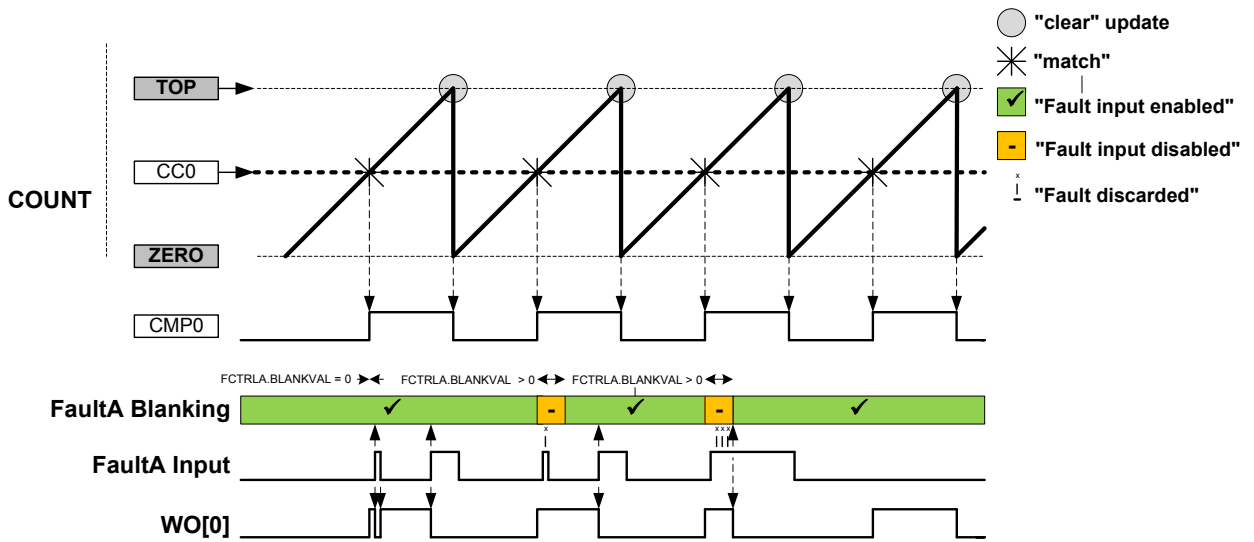 "clear" update
"match"
"Fault input enabled"
"Fault input disabled"
"Fault discarded"
TOP
CC0
COUNT
ZERO
CMP0
FCTRLA.BLANKVAL = 0
FCTRLA.BLANKVAL > 0
FCTRLA.BLANKVAL > 0
FaultA Blanking
- -
x
x x x
FaultA Input
WO[0]